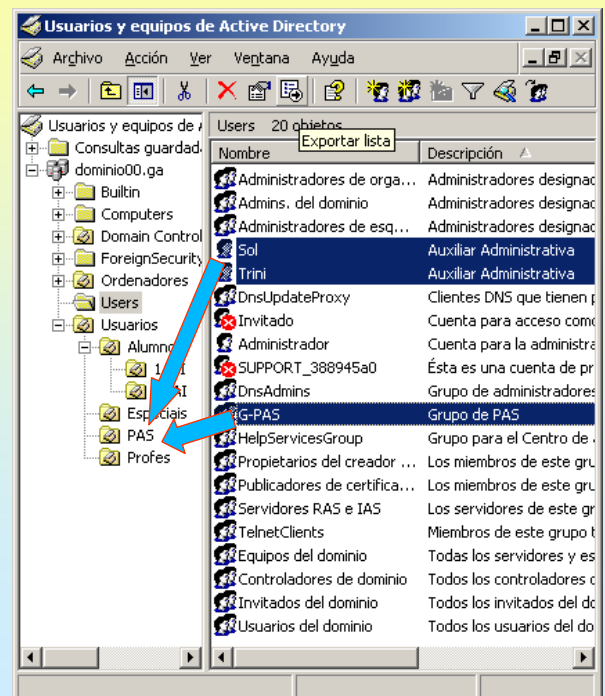 Usuarios y equipos de Active Directory
Archivo Acción Ver Ventana Ayuda
Usuarios y equipos de
Consultas guardad
dominio00.ga
Builtin
Computers
Domain Control
ForeignSecurity
Ordenadores
Users
Usuarios
Alumno
Especiais
PAS
Profes
Users 20 objetos
Exportar lista
Nombre Descripción
Administradores de orga... Administradores designad
Admins. del dominio Administradores designad
Administradores de esq... Administradores designad
Sol Auxiliar Administrativa
Trini Auxiliar Administrativa
DnsUpdateProxy Clientes DNS que tienen p
Invitado Cuenta para acceso como
Administrador Cuenta para la administra
SUPPORT_388945a0 Ésta es una cuenta de pr
DnsAdmins Grupo de administradores
G-PAS Grupo de PAS
HelpServicesGroup Grupo para el Centro de
Propietarios del creador ... Los miembros de este gru
Publicadores de certifica... Los miembros de este gru
Servidores RAS e IAS Los servidores de este gr
TelnetClients Miembros de este grupo t
Equipos del dominio Todas los servidores y es
Controladores de dominio Todos los controladores d
Invitados del dominio Todos los invitados del do
Usuarios del dominio Todos los usuarios del do